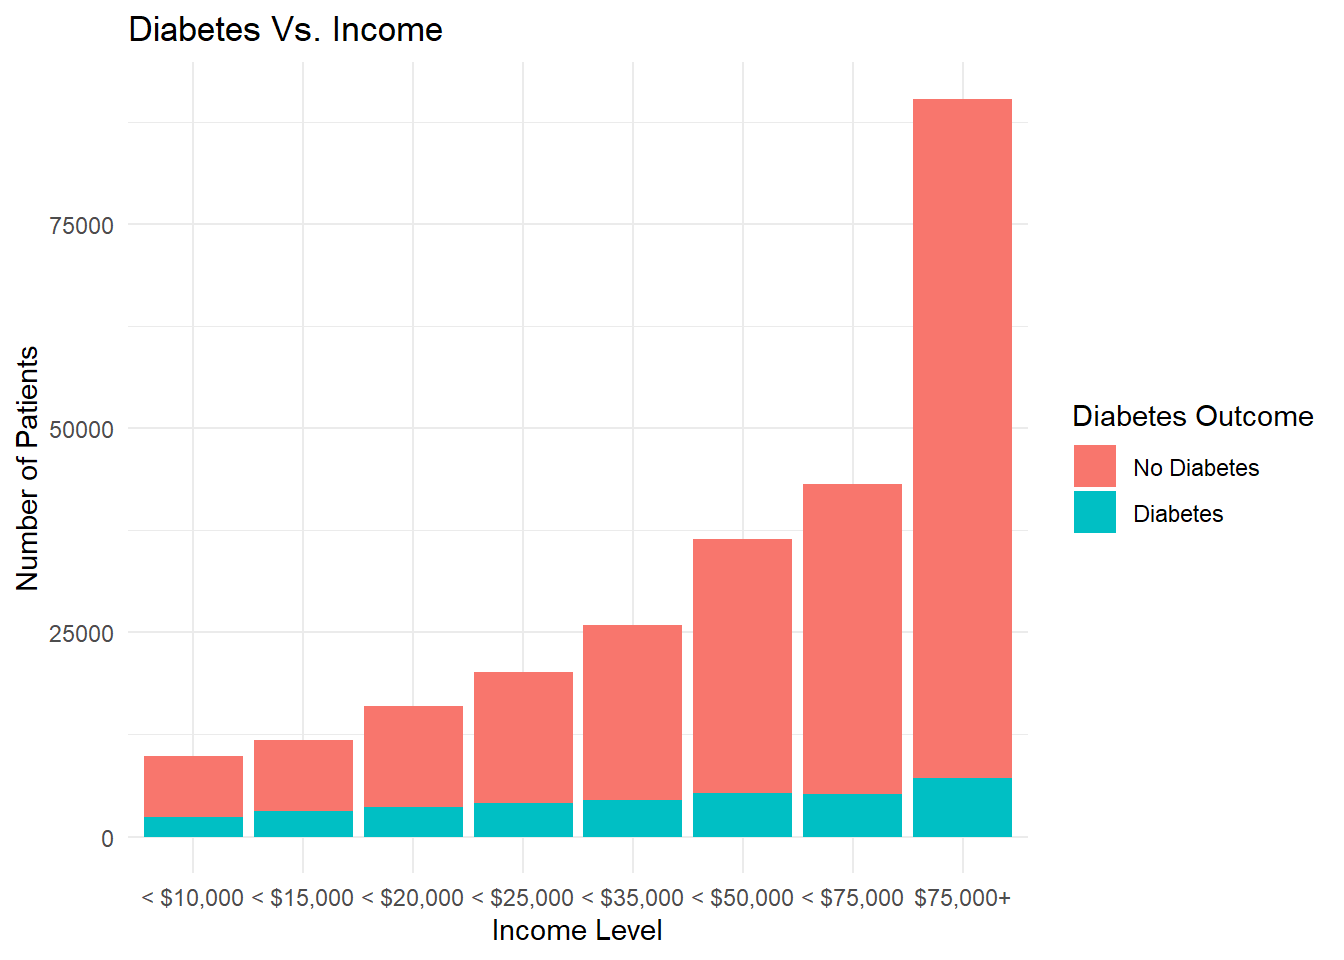 Diabetes Vs. Income
Number of Patients
75000
50000
25000
0
< $10,000 < $15,000 < $20,000 < $25,000 < $35,000 < $50,000 < $75,000 $75,000+
Income Level
Diabetes Outcome
No Diabetes
Diabetes